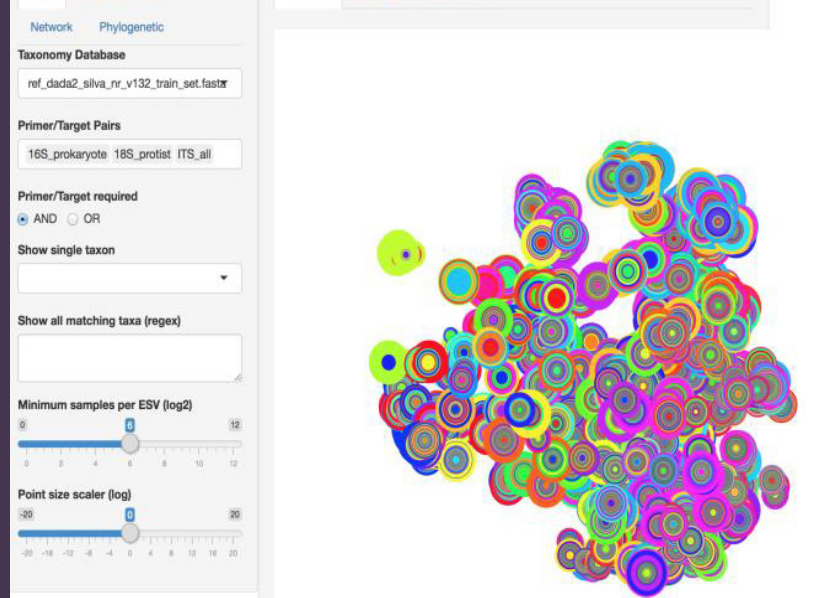 Network Phylogenetic
Taxonomy Database
ref_dada2_silva_nr_v132_train_set.fasta
Primer/Target Pairs
16S_prokaryote 18S_protist ITS_all
Primer/Target required
AND OR
Show single taxon
Show all matching taxa (regex)
Minimum samples per ESV (log2)
0 6 12
0 2 4 6 8 10 12
Point size scaler (log)
-20 0 20
-20 -16 -12 -8 -4 0 4 8 12 16 20